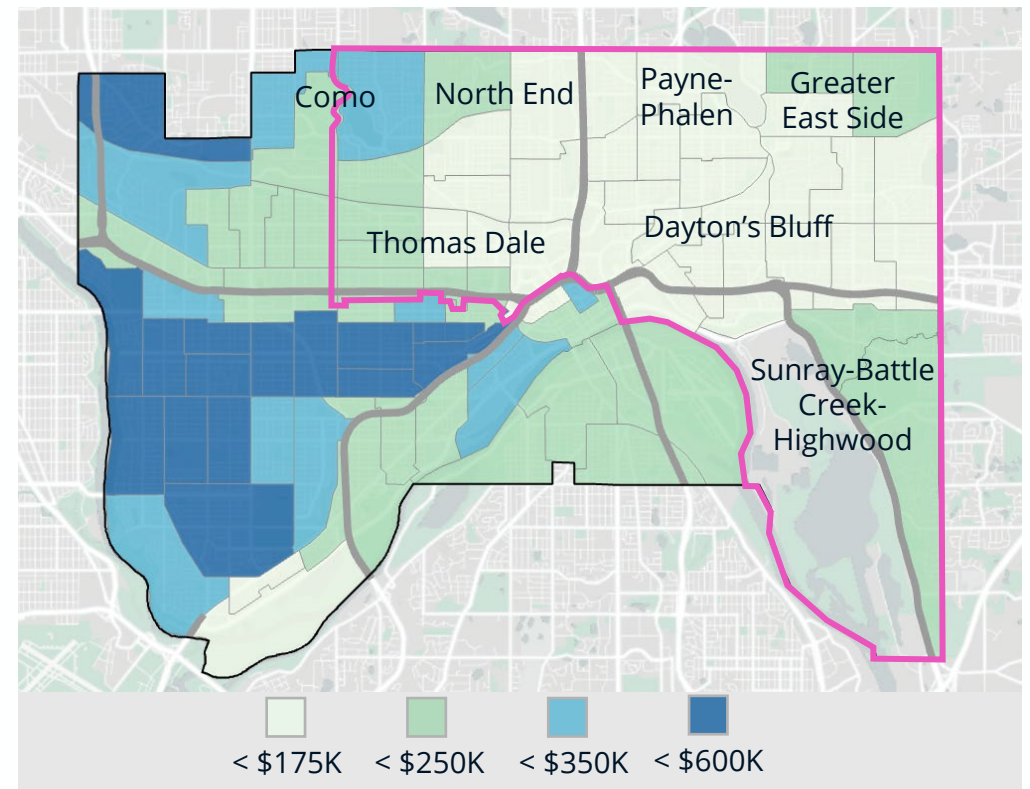 Como
North End
Payne-
Phalen
Greater
East Side
Thomas Dale
Dayton’s Bluff
Sunray-Battle
Creek-
Highwood
< $175K
< $250K
< $350K
< $600K